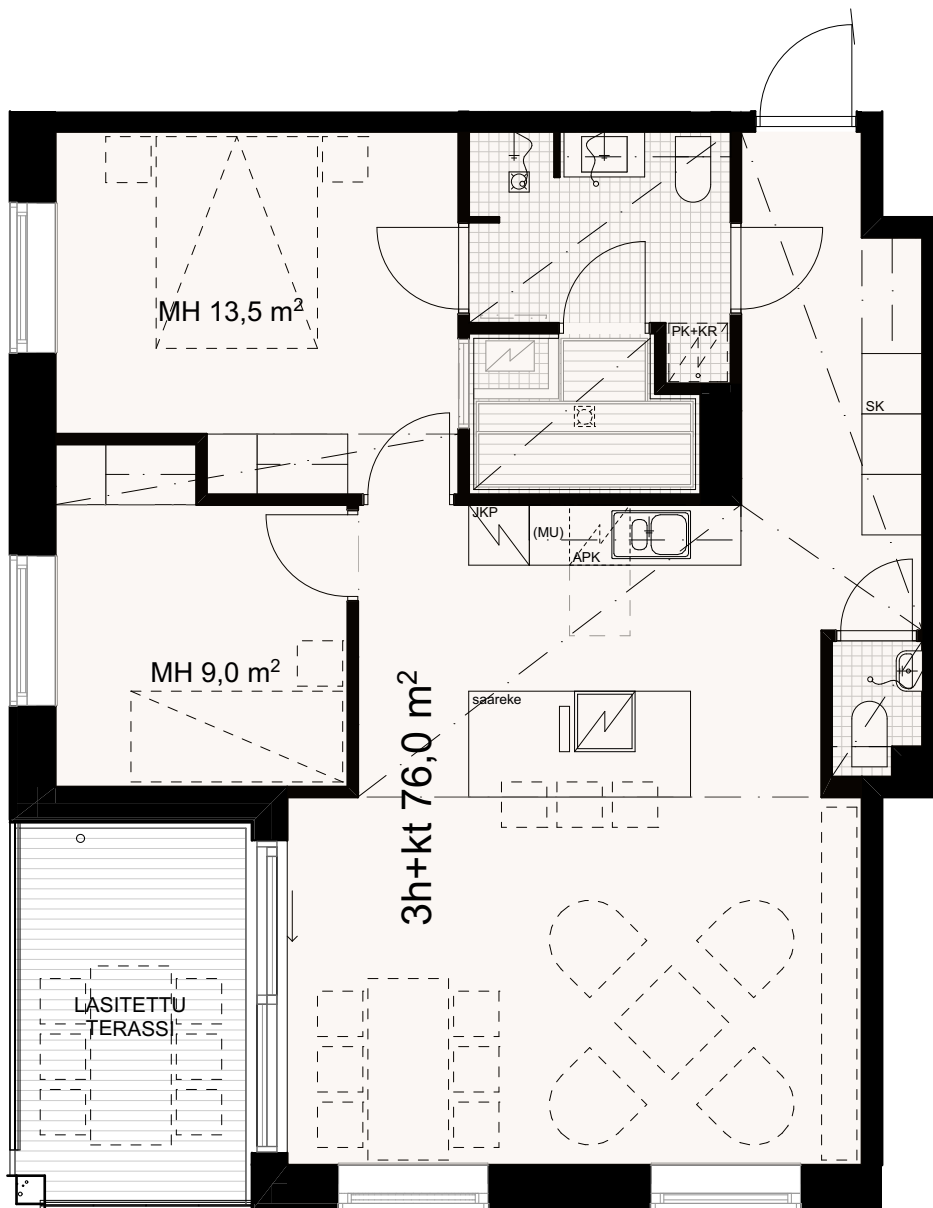 MH 13,5 m²
PK+KR
SK
JKP
(MU)
APK
MH 9,0 m²
saareke
3h+kt 76,0 m²
LASITETTU
TERASSI